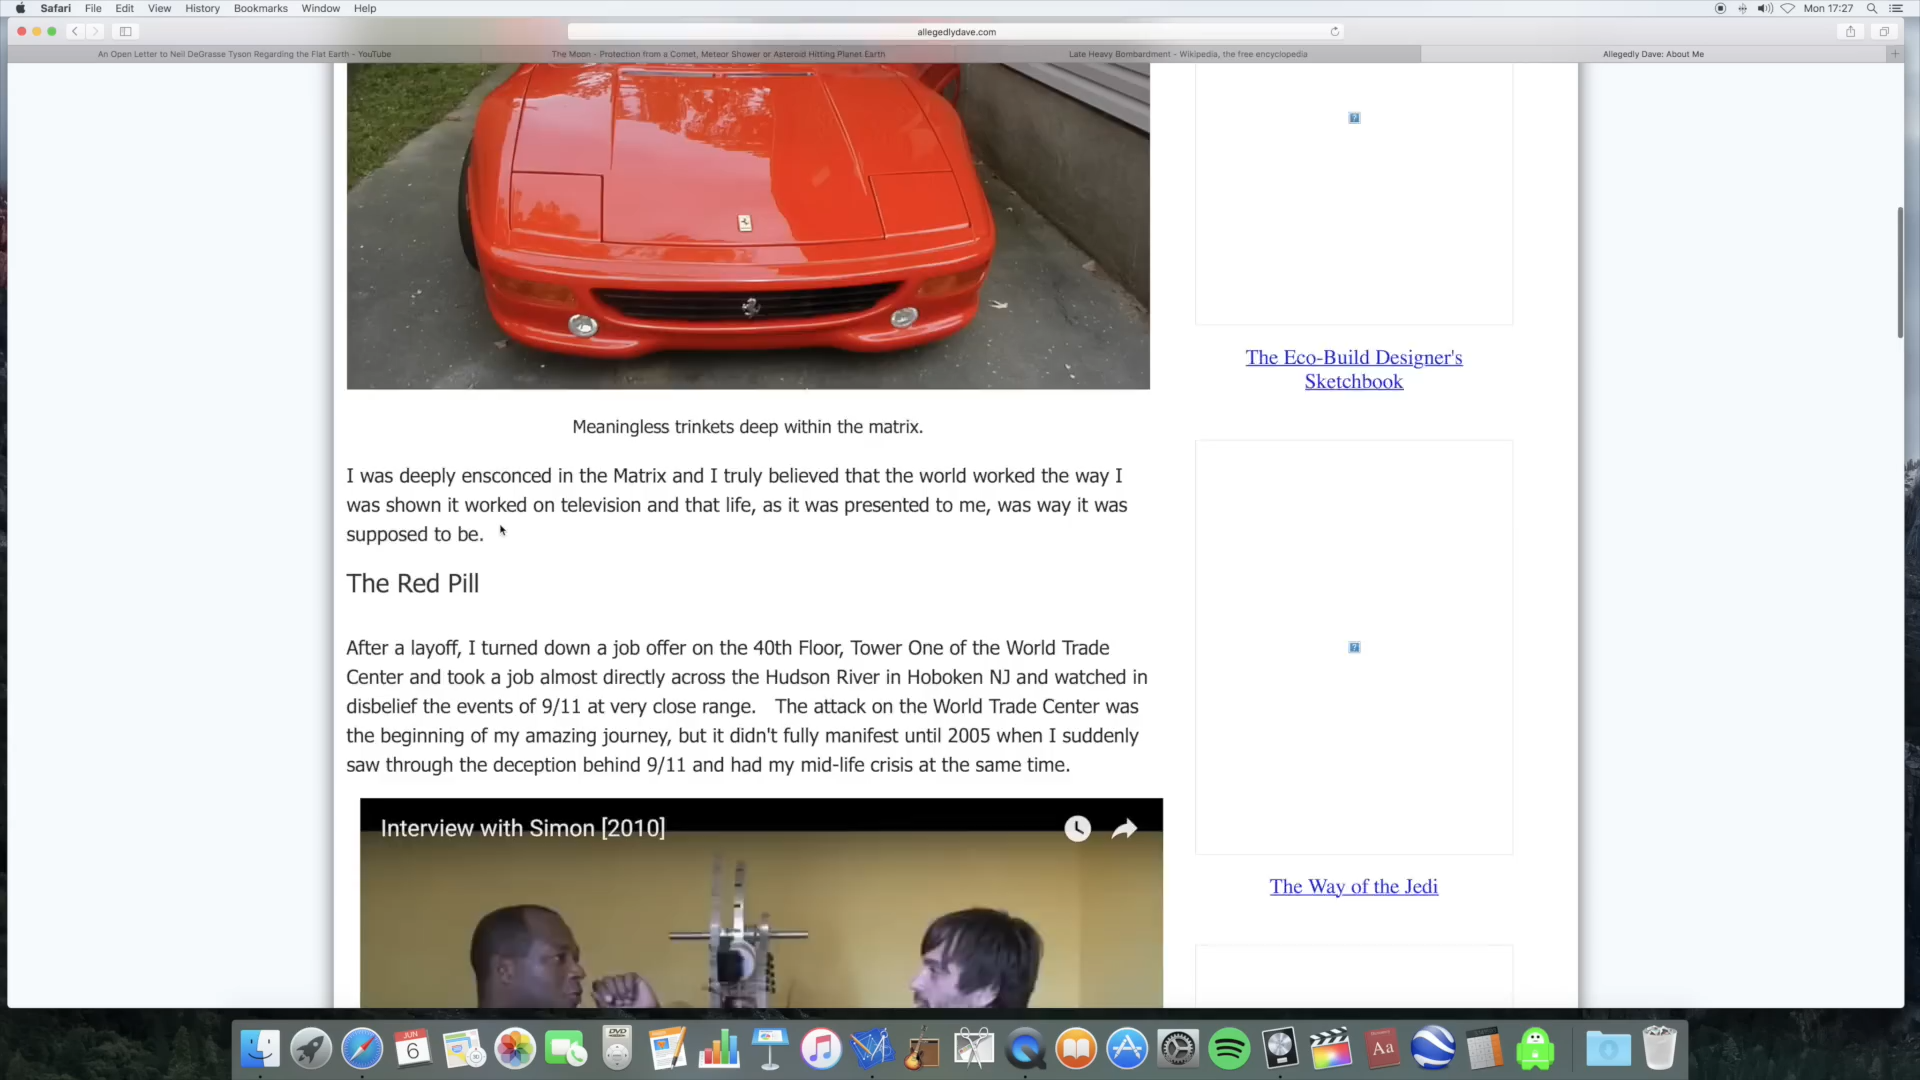 Safari File Edit View History Bookmarks Window Help Mon 17:27
allegedlydave.com
An Open Letter to Neil DeGrasse Tyson Regarding the Flat Earth - YouTube
The Moon - Protection from a Comet, Meteor Shower or Asteroid Hitting Planet Earth
Late Heavy Bombardment - Wikipedia, the free encyclopedia
Allegedly Dave: About Me
Meaningless trinkets deep within the matrix.
I was deeply ensconced in the Matrix and I truly believed that the world worked the way I
was shown it worked on television and that life, as it was presented to me, was way it was
supposed to be.
The Red Pill
After a layoff, I turned down a job offer on the 40th Floor, Tower One of the World Trade
Center and took a job almost directly across the Hudson River in Hoboken NJ and watched in
disbelief the events of 9/11 at very close range. The attack on the World Trade Center was
the beginning of my amazing journey, but it didn't fully manifest until 2005 when I suddenly
saw through the deception behind 9/11 and had my mid-life crisis at the same time.
Interview with Simon [2010]
?
The Eco-Build Designer's
Sketchbook
?
The Way of the Jedi
JUN
6
DVD
Aa